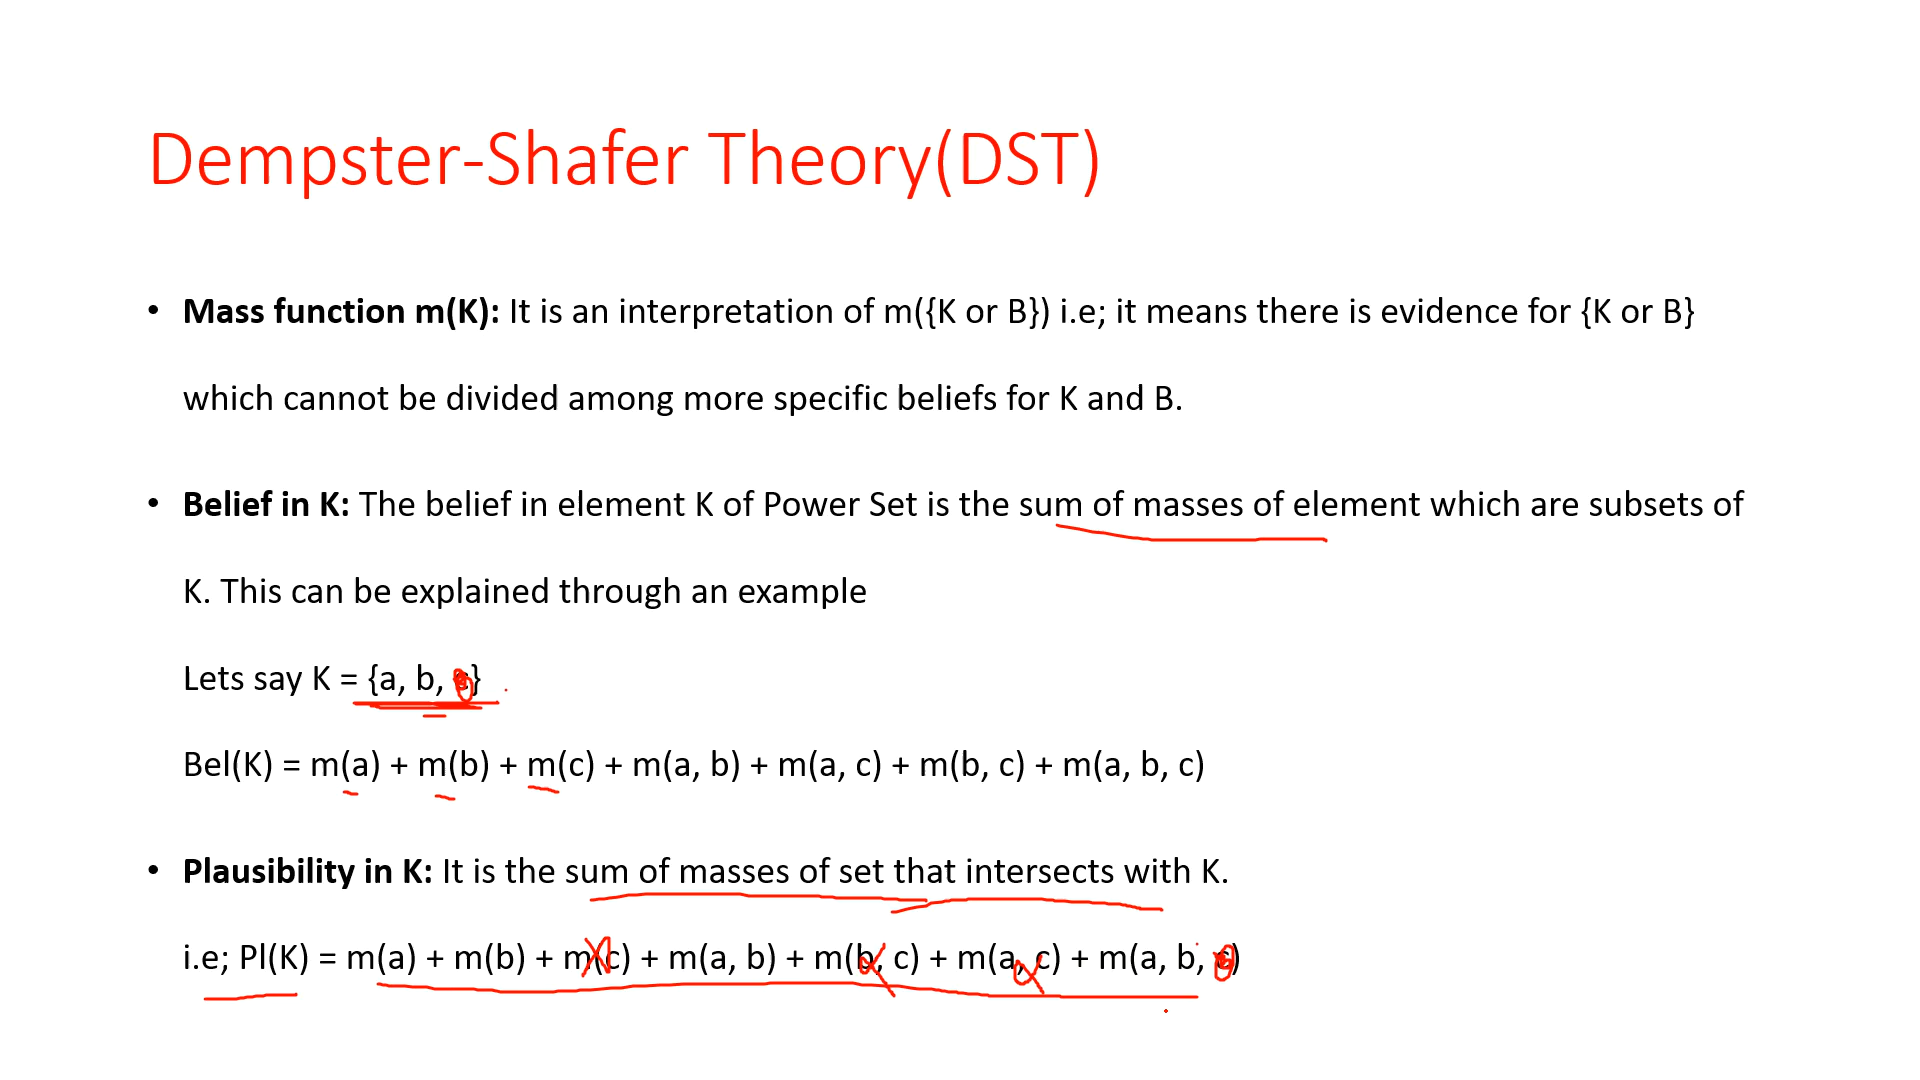 Dempster-Shafer Theory(DST)
• Mass function m(K): It is an interpretation of m({K or B}) i.e; it means there is evidence for {K or B}
which cannot be divided among more specific beliefs for K and B.
• Belief in K: The belief in element K of Power Set is the sum of masses of element which are subsets of
K. This can be explained through an example
Lets say K = {a, b, c}
Bel(K) = m(a) + m(b) + m(c) + m(a, b) + m(a, c) + m(b, c) + m(a, b, c)
• Plausibility in K: It is the sum of masses of set that intersects with K.
i.e; Pl(K) = m(a) + m(b) + m(c) + m(a, b) + m(b, c) + m(a, c) + m(a, b, c)